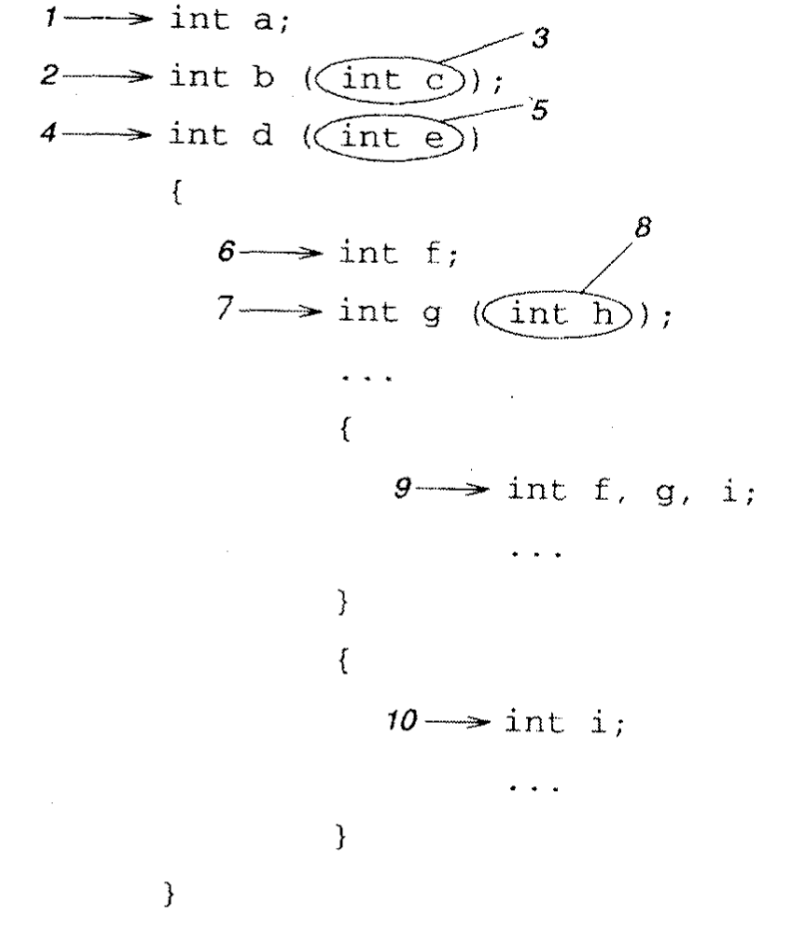 1 int a;
2 int b (int c); 3
4 int d (int e) 5
{
6 int f;
7 int g (int h); 8
...
{
9 int f, g, i;
...
}
{
10 int i;
...
}
}